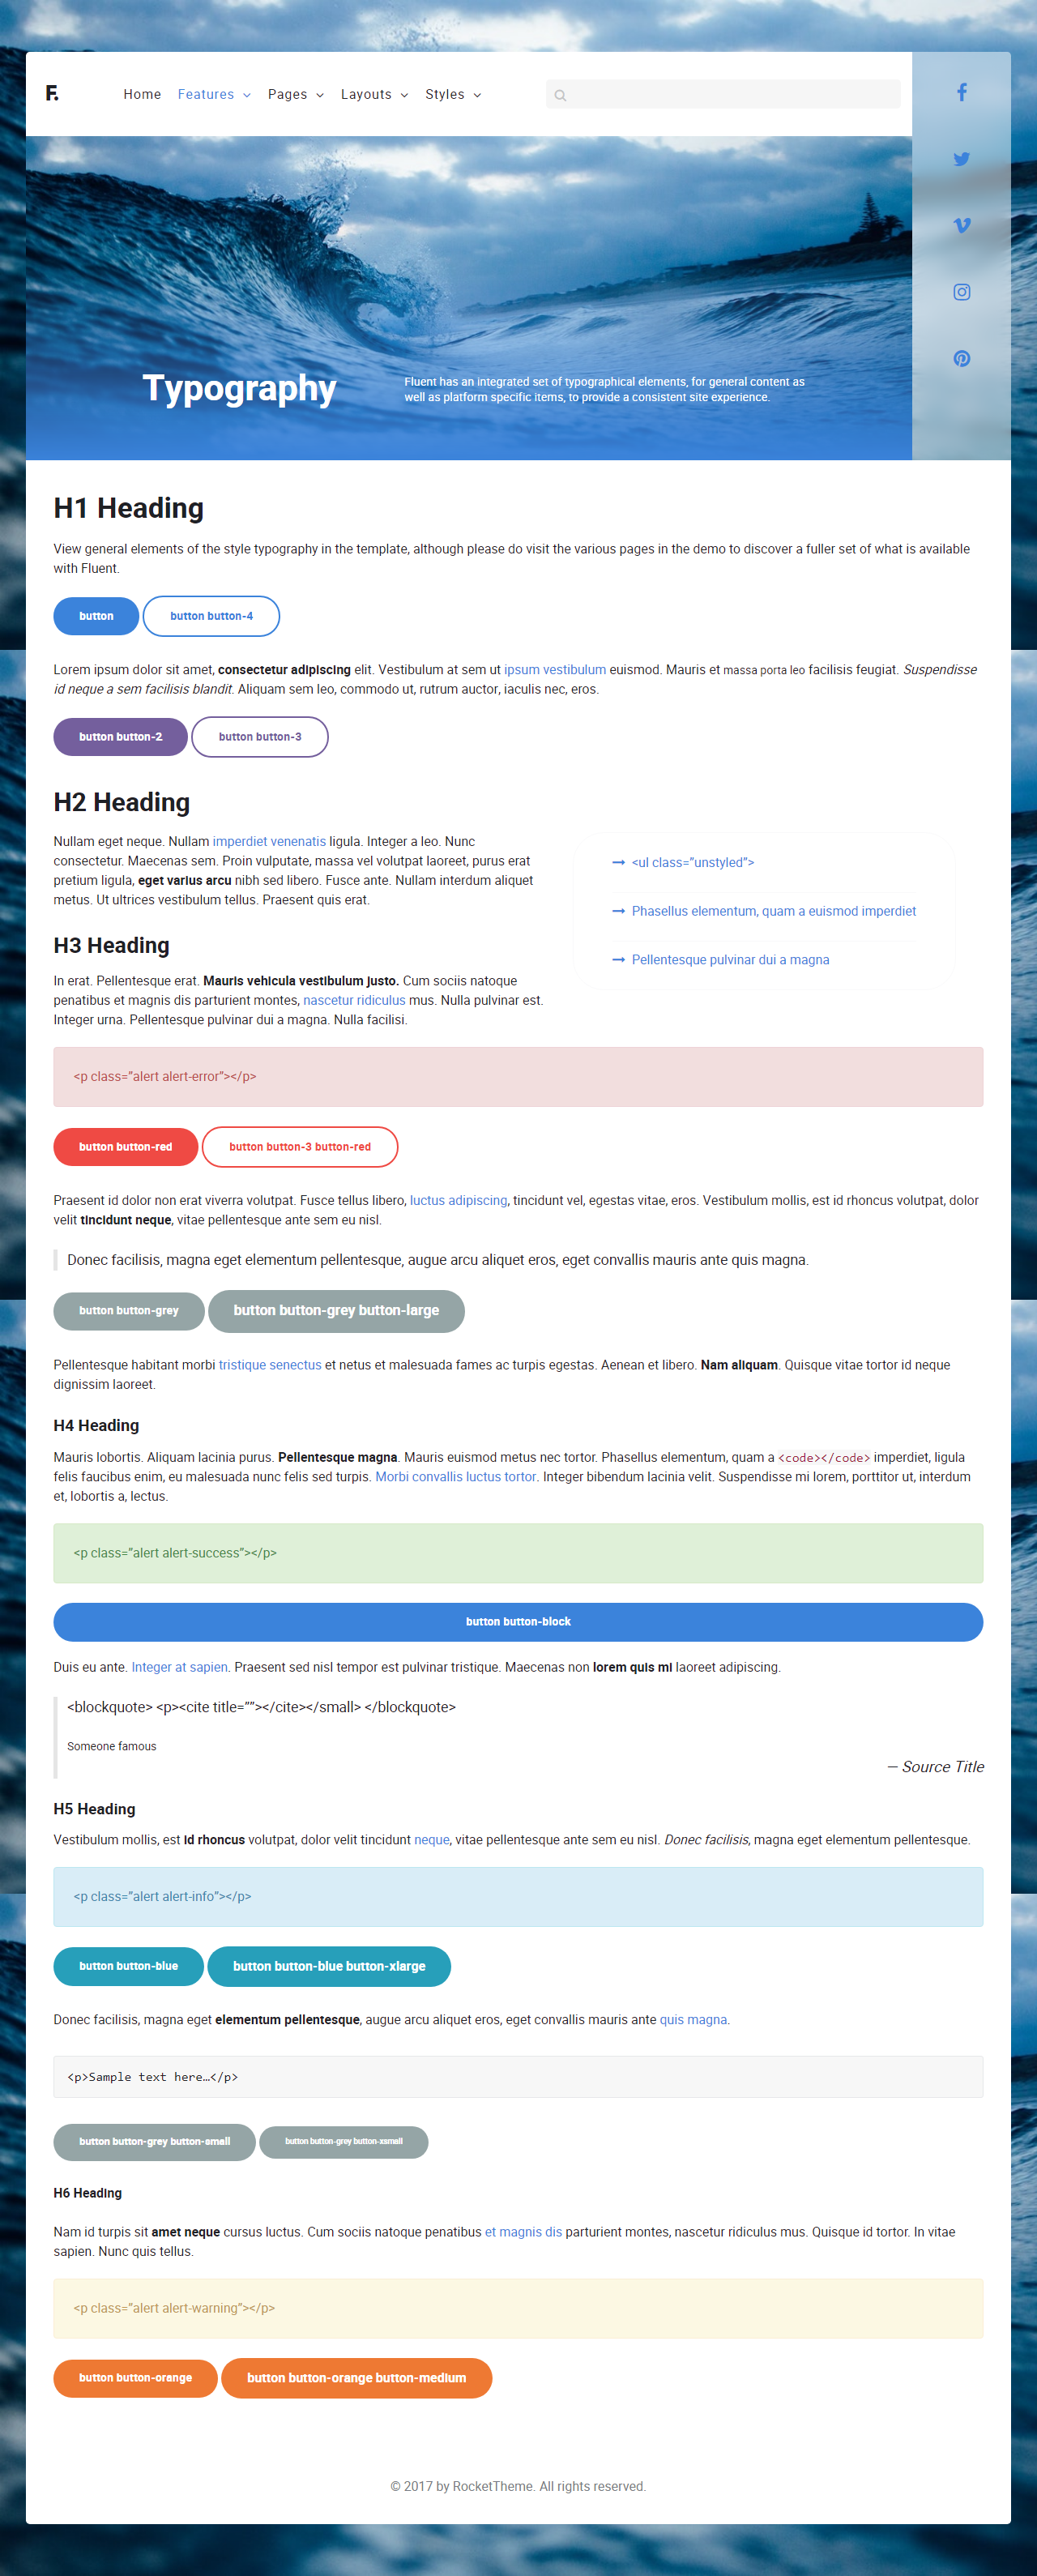 F.
Home Features Pages Layouts Styles
Typography
Fluent has an integrated set of typographical elements, for general content as
well as platform specific items, to provide a consistent site experience.
H1 Heading
View general elements of the style typography in the template, although please do visit the various pages in the demo to discover a fuller set of what is available
with Fluent.
button button button-4
Lorem ipsum dolor sit amet, consectetur adipiscing elit. Vestibulum at sem ut ipsum vestibulum euismod. Mauris et massa porta leo facilisis feugiat. Suspendisse
id neque a sem facilisis blandit. Aliquam sem leo, commodo ut, rutrum auctor, iaculis nec, eros.
button button-2 button button-3
H2 Heading
Nullam eget neque. Nullam imperdiet venenatis ligula. Integer a leo. Nunc
consectetur. Maecenas sem. Proin vulputate, massa vel volutpat laoreet, purus erat
pretium ligula, eget varius arcu nibh sed libero. Fusce ante. Nullam interdum aliquet
metus. Ut ultrices vestibulum tellus. Praesent quis erat.
<ul class=”unstyled”>
Phasellus elementum, quam a euismod imperdiet
Pellentesque pulvinar dui a magna
H3 Heading
In erat. Pellentesque erat. Mauris vehicula vestibulum justo. Cum sociis natoque
penatibus et magnis dis parturient montes, nascetur ridiculus mus. Nulla pulvinar est.
Integer urna. Pellentesque pulvinar dui a magna. Nulla facilisi.
<p class=”alert alert-error”></p>
button button-red button button-3 button-red
Praesent id dolor non erat viverra volutpat. Fusce tellus libero, luctus adipiscing, tincidunt vel, egestas vitae, eros. Vestibulum mollis, est id rhoncus volutpat, dolor
velit tincidunt neque, vitae pellentesque ante sem eu nisl.
Donec facilisis, magna eget elementum pellentesque, augue arcu aliquet eros, eget convallis mauris ante quis magna.
button button-grey button button-grey button-large
Pellentesque habitant morbi tristique senectus et netus et malesuada fames ac turpis egestas. Aenean et libero. Nam aliquam. Quisque vitae tortor id neque
dignissim laoreet.
H4 Heading
Mauris lobortis. Aliquam lacinia purus. Pellentesque magna. Mauris euismod metus nec tortor. Phasellus elementum, quam a <code></code> imperdiet, ligula
felis faucibus enim, eu malesuada nunc felis sed turpis. Morbi convallis luctus tortor. Integer bibendum lacinia velit. Suspendisse mi lorem, porttitor ut, interdum
et, lobortis a, lectus.
<p class=”alert alert-success”></p>
button button-block
Duis eu ante. Integer at sapien. Praesent sed nisl tempor est pulvinar tristique. Maecenas non lorem quis mi laoreet adipiscing.
<blockquote> <p><cite title=””></cite></small> </blockquote>
Someone famous
— Source Title
H5 Heading
Vestibulum mollis, est id rhoncus volutpat, dolor velit tincidunt neque, vitae pellentesque ante sem eu nisl. Donec facilisis, magna eget elementum pellentesque.
<p class=”alert alert-info”></p>
button button-blue button button-blue button-xlarge
Donec facilisis, magna eget elementum pellentesque, augue arcu aliquet eros, eget convallis mauris ante quis magna.
<p>Sample text here…</p>
button button-grey button-small button button-grey button-xsmall
H6 Heading
Nam id turpis sit amet neque cursus luctus. Cum sociis natoque penatibus et magnis dis parturient montes, nascetur ridiculus mus. Quisque id tortor. In vitae
sapien. Nunc quis tellus.
<p class=”alert alert-warning”></p>
button button-orange button button-orange button-medium
© 2017 by RocketTheme. All rights reserved.